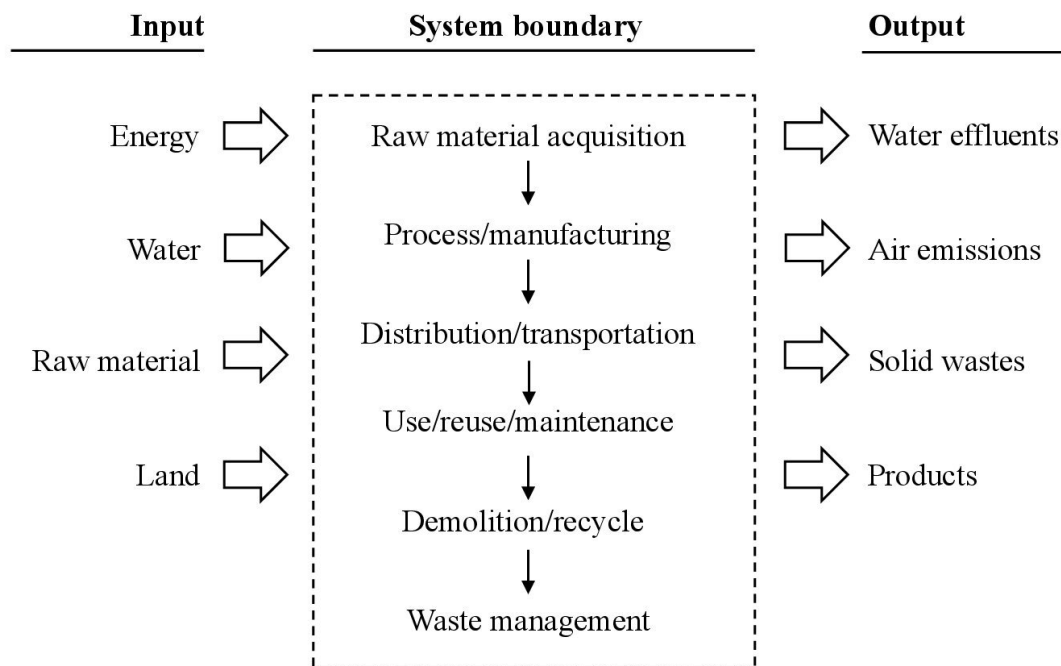 Input
System boundary
Output
Energy
Raw material acquisition
Water effluents
Water
Process/manufacturing
Air emissions
Raw material
Distribution/transportation
Solid wastes
Use/reuse/maintenance
Land
Products
Demolition/recycle
Waste management